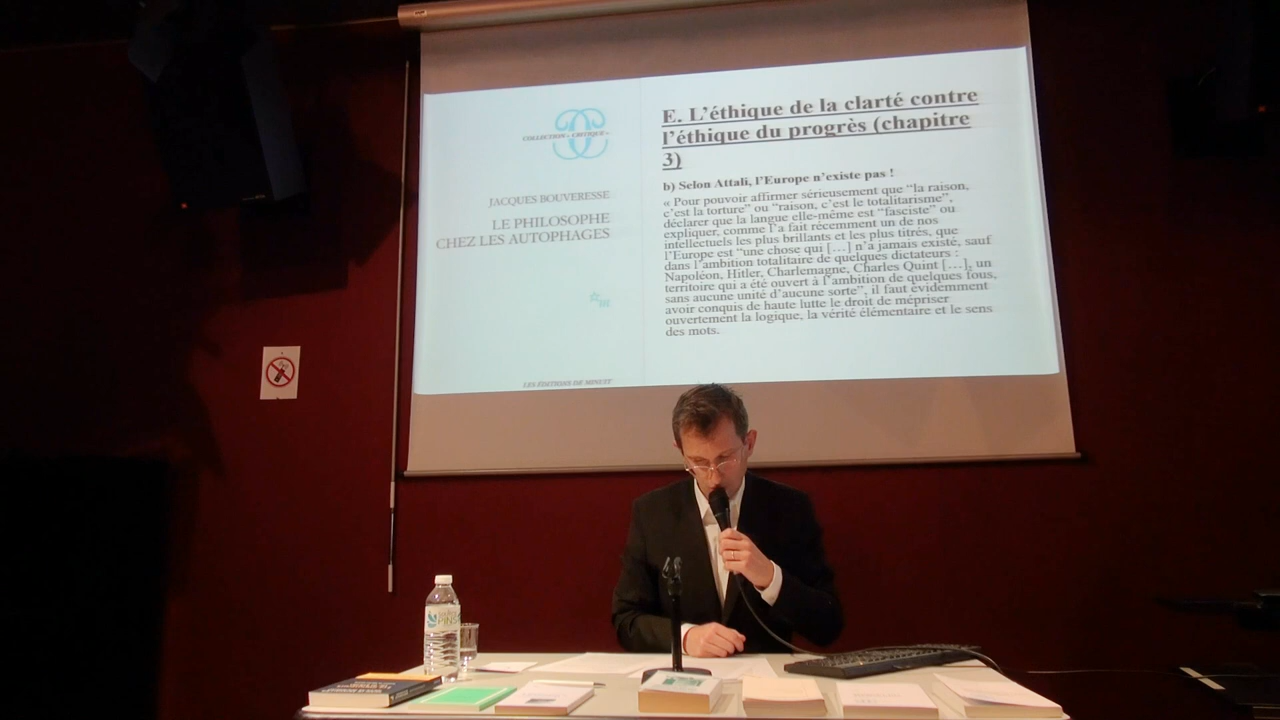 COLLECTION « CRITIQUE »
JACQUES BOUVERESSE
LE PHILOSOPHE
CHEZ LES AUTOPHAGES
LES ÉDITIONS DE MINUIT
E. L’éthique de la clarté contre
l’éthique du progrès (chapitre
3)
b) Selon Attali, l’Europe n’existe pas !
« Pour pouvoir affirmer sérieusement que “la raison,
c’est la torture” ou “raison, c’est le totalitarisme”,
déclarer que la langue elle-même est “fasciste” ou
expliquer, comme l’a fait récemment un de nos
intellectuels les plus brillants et les plus titrés, que
l’Europe est “une chose qui […] n’a jamais existé, sauf
dans l’ambition totalitaire de quelques dictateurs :
Napoléon, Hitler, Charlemagne, Charles Quint […], un
territoire qui a été ouvert à l’ambition de quelques fous,
sans aucune unité d’aucune sorte”, il faut évidemment
avoir conquis de haute lutte le droit de mépriser
ouvertement la logique, la vérité élémentaire et le sens
des mots.